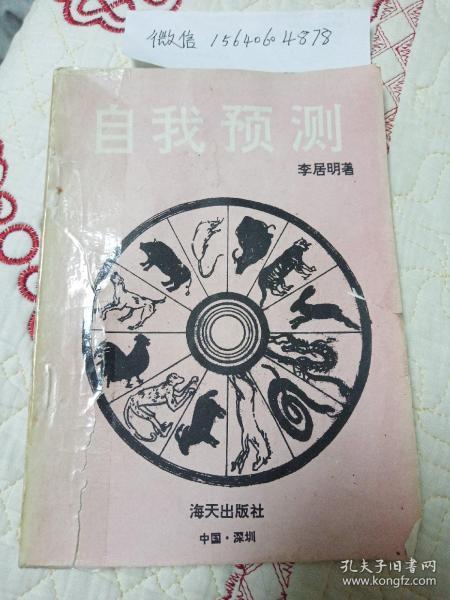 微信 15640604878
自我预测
李居明著
海天出版社
中国·深圳
孔夫子旧书网
www.kongfz.com